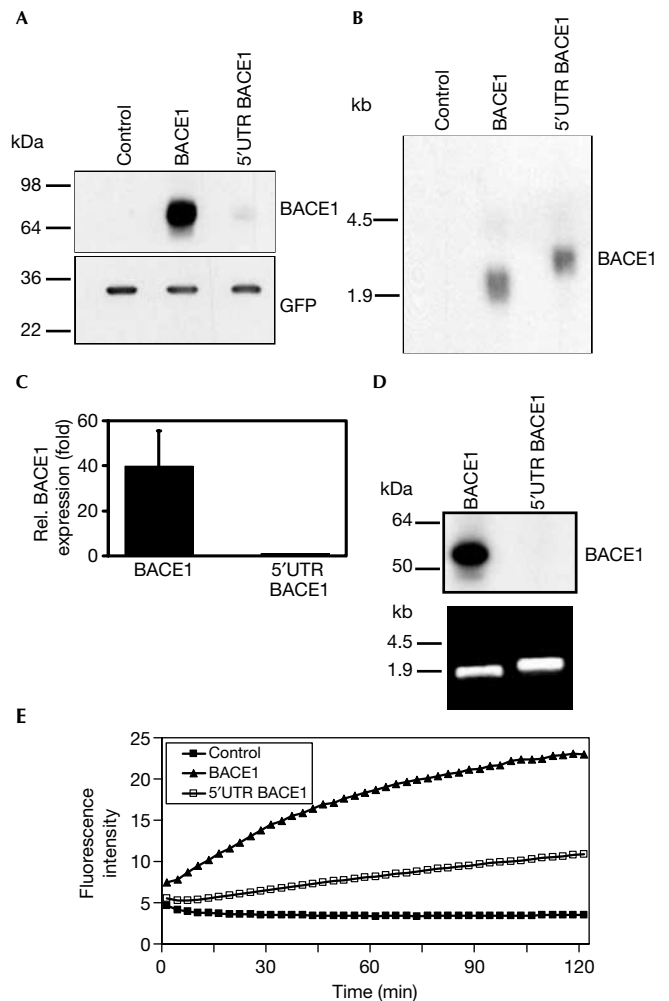 A
kDa
Control
BACE1
5′UTR BACE1
98
64
BACE1
36
22
GFP
B
kb
Control
BACE1
5′UTR BACE1
4.5
1.9
BACE1
C
Rel. BACE1
expression (fold)
60
40
20
0
BACE1
5′UTR
BACE1
D
kDa
BACE1
5′UTR BACE1
64
50
BACE1
kb
4.5
1.9
E
Fluorescence
intensity
25
20
15
10
5
0
Control
BACE1
5′UTR BACE1
0
30
60
90
120
Time (min)